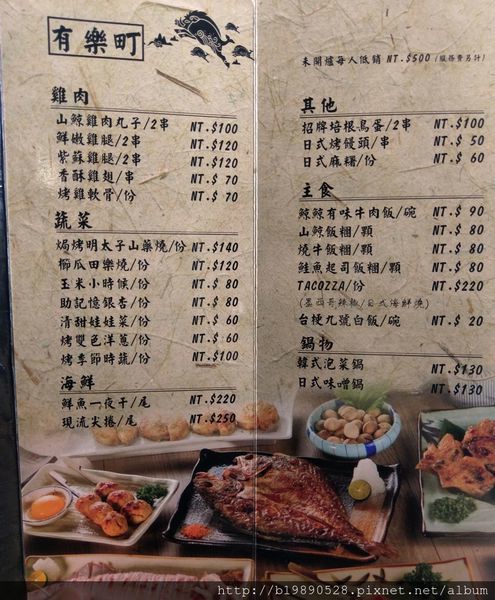 有樂町
雞肉
山鯨雞肉丸子/2串 NT.$100
鮮嫩雞腿/2串 NT.$120
紫蘇雞腿/2串 NT.$120
香酥雞翅/串 NT.$ 70
烤雞軟骨/份 NT.$ 70
蔬菜
焗烤明太子山藥燒/份 NT.$140
櫛瓜田樂燒/份 NT.$120
玉米小時候/份 NT.$ 80
助記憶銀杏/份 NT.$ 80
清甜娃娃菜/份 NT.$ 60
烤雙色洋蔥/份 NT.$ 60
烤季節時蔬/份 NT.$100
海鮮
鮮魚一夜干/尾 NT.$220
現流尖捲/尾 NT.$250
未開爐每人低銷 NT.$500 (服務費另計)
其他
招牌培根鳥蛋/2串 NT.$100
日式烤饅頭/串 NT.$ 50
日式麻糬/份 NT.$ 60
主食
鯨鯨有味牛肉飯/碗 NT.$ 90
山鯨飯糰/顆 NT.$ 80
燒牛飯糰/顆 NT.$ 80
鮭魚起司飯糰/顆 NT.$ 80
TACOZZA/份 NT.$220
(墨西哥辣椒/日式海鮮燒)
台梗九號白飯/碗 NT.$ 20
鍋物
韓式泡菜鍋 NT.$130
日式味噌鍋 NT.$130
http://b19890528.pixnet.net/album